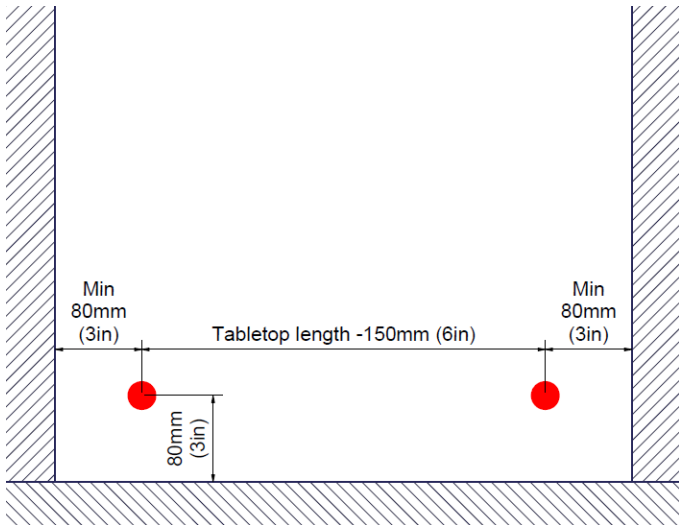 Min
80mm
(3in)
Tabletop length -150mm (6in)
Min
80mm
(3in)
80mm
(3in)